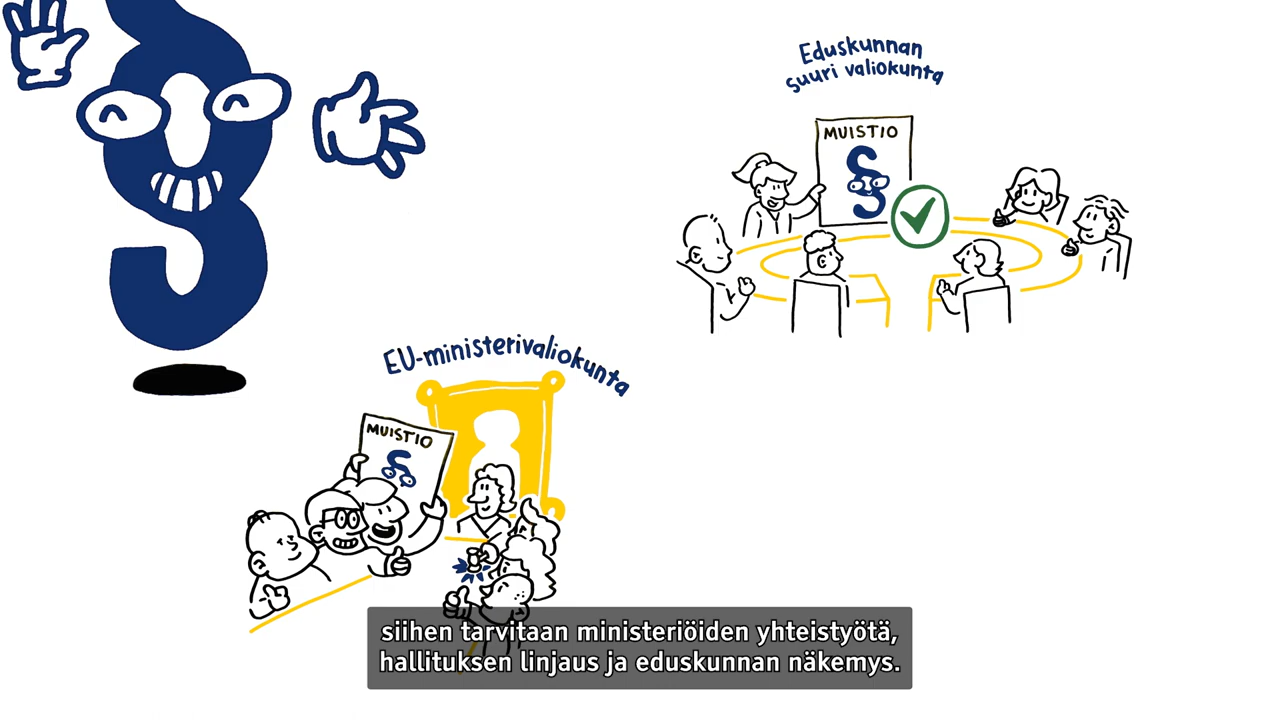 Eduskunnan
suuri valiokunta
MUISTIO
EU-ministerivaliokunta
MUISTIO
siihen tarvitaan ministeriöiden yhteistyötä,
hallituksen linjaus ja eduskunnan näkemys.